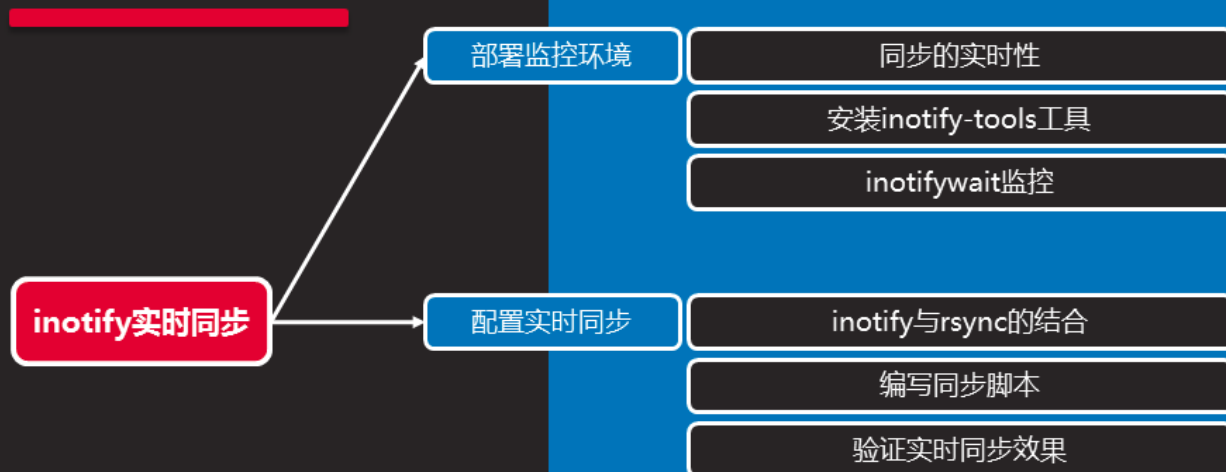 部署监控环境
同步的实时性
安装inotify-tools工具
inotifywait监控
inotify实时同步
配置实时同步
inotify与rsync的结合
编写同步脚本
验证实时同步效果